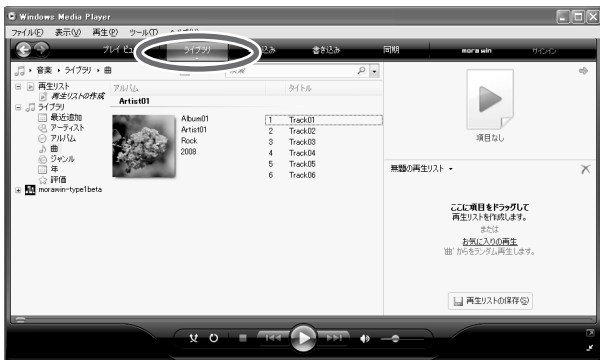 Windows Media Player
ファイル(F) 表示(V) 再生(P) ツール(T)
ライブラリ 書き込み 同期 mora win サインイン
音楽 ▸ ライブラリ ▸ 曲
再生リスト
再生リストの作成
ライブラリ
最近追加
アーティスト
アルバム
曲
ジャンル
年
評価
morawin-type1beta
アルバム タイトル
Artist01
Album01
Artist01
Rock
2008
1 Track01
2 Track02
3 Track03
4 Track04
5 Track05
6 Track06
項目なし
無題の再生リスト
ここに項目をドラッグして
再生リストを作成します。
または
お気に入りの再生
'曲' からをランダム再生します。
再生リストの保存(S)